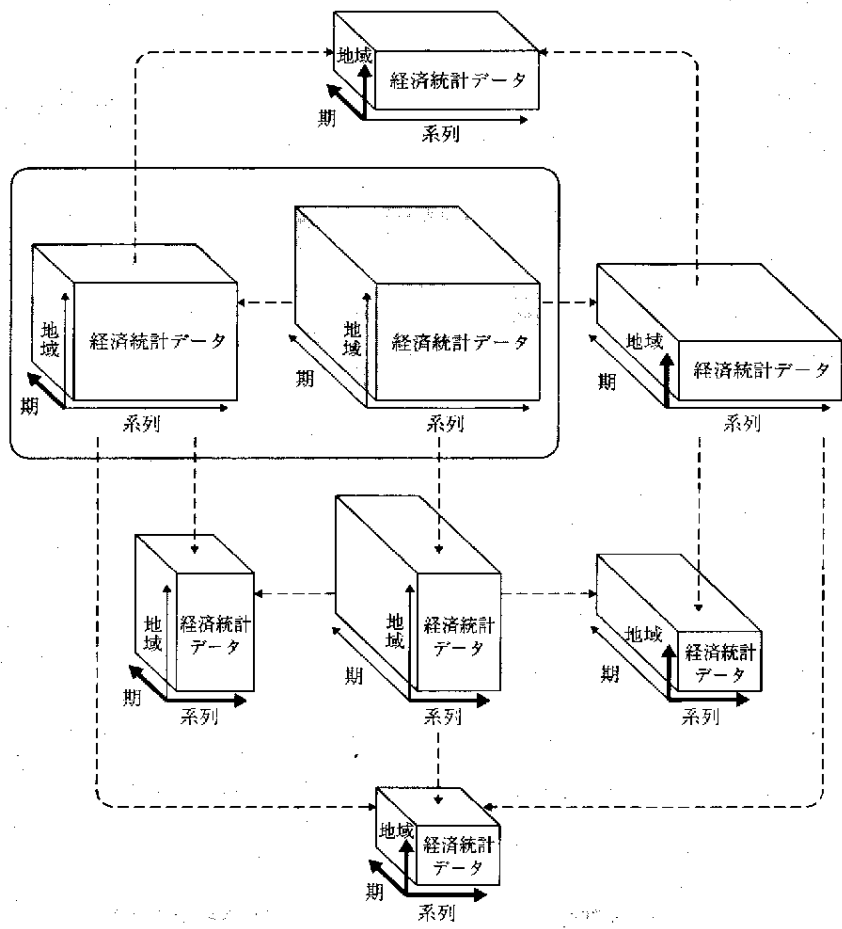 地域
経済統計データ
期
系列
地域
経済統計データ
期
系列
地域
経済統計データ
期
系列
地域
経済統計データ
期
系列
地域
経済統計
データ
期
系列
地域
経済統計
データ
期
系列
地域
経済統計
データ
期
系列
地域
経済統計
データ
期
系列